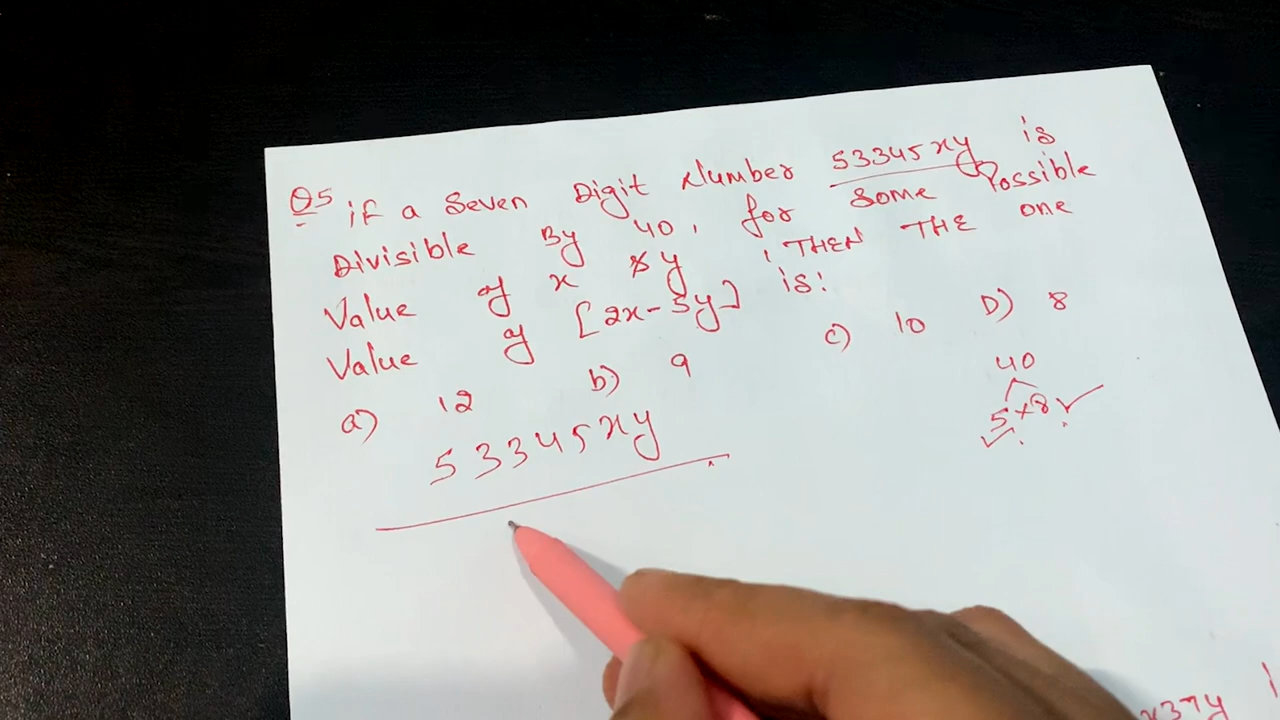 Q5 if a Seven Digit Number 53345xy is
Divisible By 40, for Some Possible
Value of x & y , THEN THE one
Value of [2x-5y] is:
a) 12 b) 9 c) 10 D) 8
40
5×8 ✓
✓
53345xy
x37y